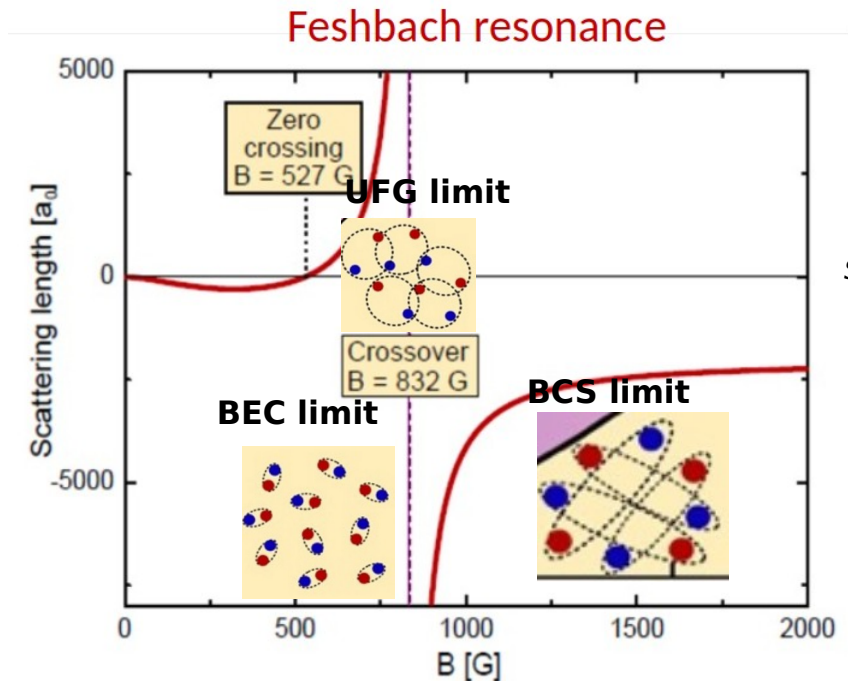 Feshbach resonance
5000
Zero
crossing
B = 527 G
UFG limit
Scattering length [a₀]
0
Crossover
B = 832 G
BCS limit
BEC limit
-5000
0
500
1000
1500
2000
B [G]